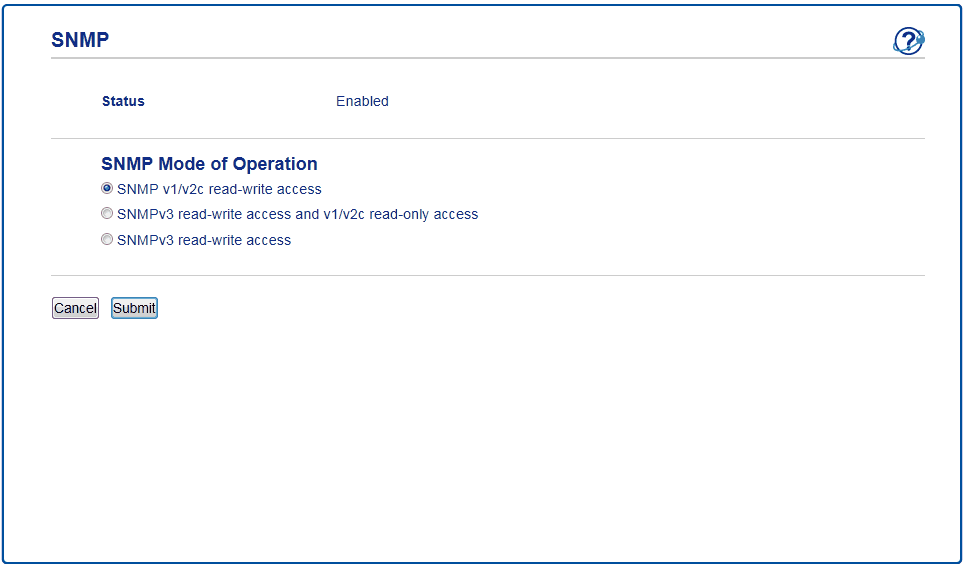 SNMP
?
Status Enabled
SNMP Mode of Operation
SNMP v1/v2c read-write access
SNMPv3 read-write access and v1/v2c read-only access
SNMPv3 read-write access
Cancel Submit